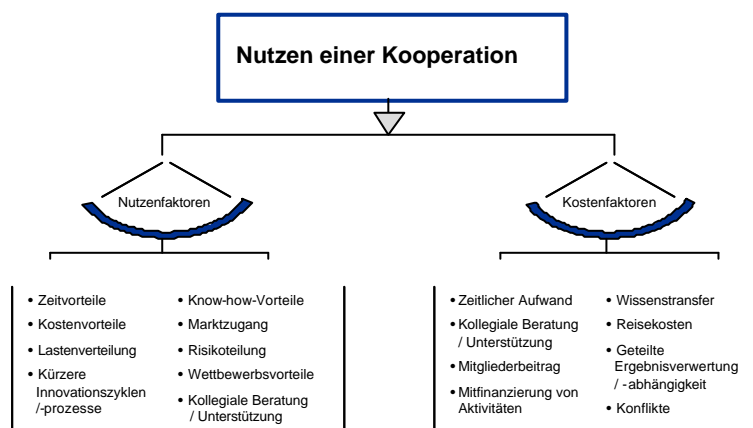 Nutzen einer Kooperation
Nutzenfaktoren
Kostenfaktoren
• Zeitvorteile
• Kostenvorteile
• Lastenverteilung
• Kürzere
Innovationszyklen
/-prozesse
• Know-how-Vorteile
• Marktzugang
• Risikoteilung
• Wettbewerbsvorteile
• Kollegiale Beratung
/ Unterstützung
• Zeitlicher Aufwand
• Kollegiale Beratung
/ Unterstützung
• Mitgliederbeitrag
• Mitfinanzierung von
Aktivitäten
• Wissenstransfer
• Reisekosten
• Geteilte
Ergebnisverwertung
/ -abhängigkeit
• Konflikte